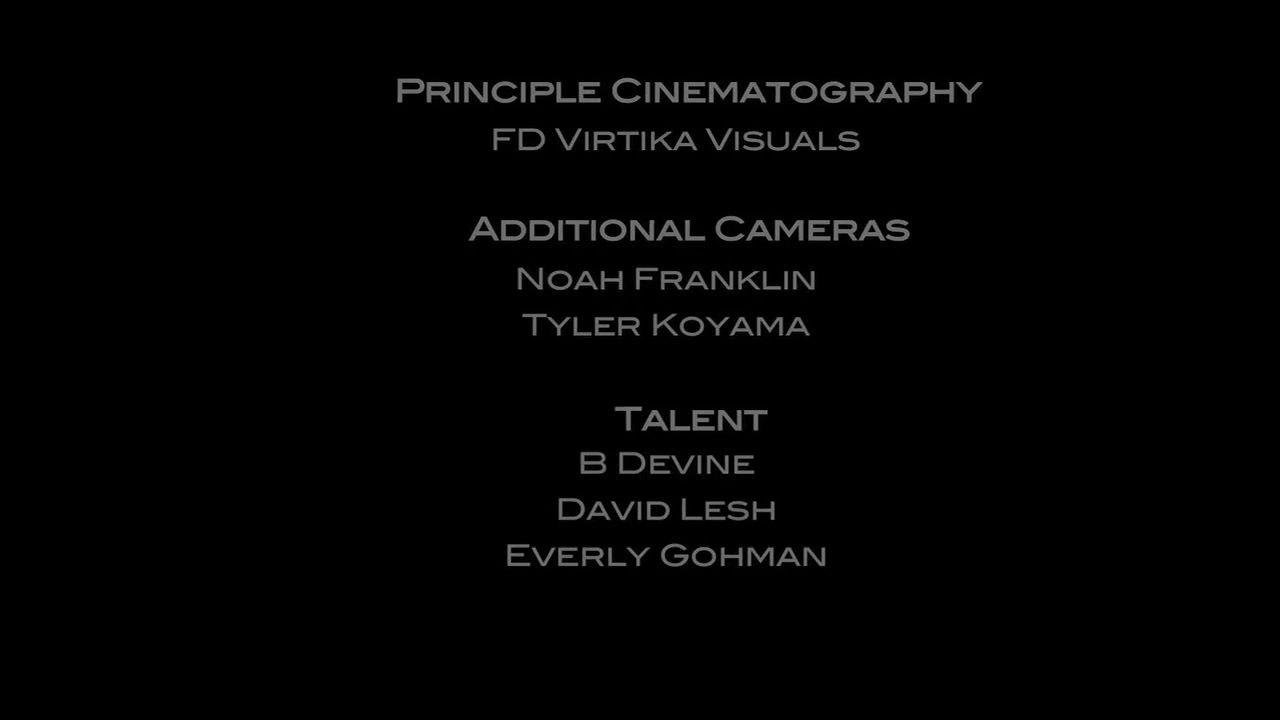 Principle Cinematography
FD Virtika Visuals
Additional Cameras
Noah Franklin
Tyler Koyama
Talent
B Devine
David Lesh
Everly Gohman